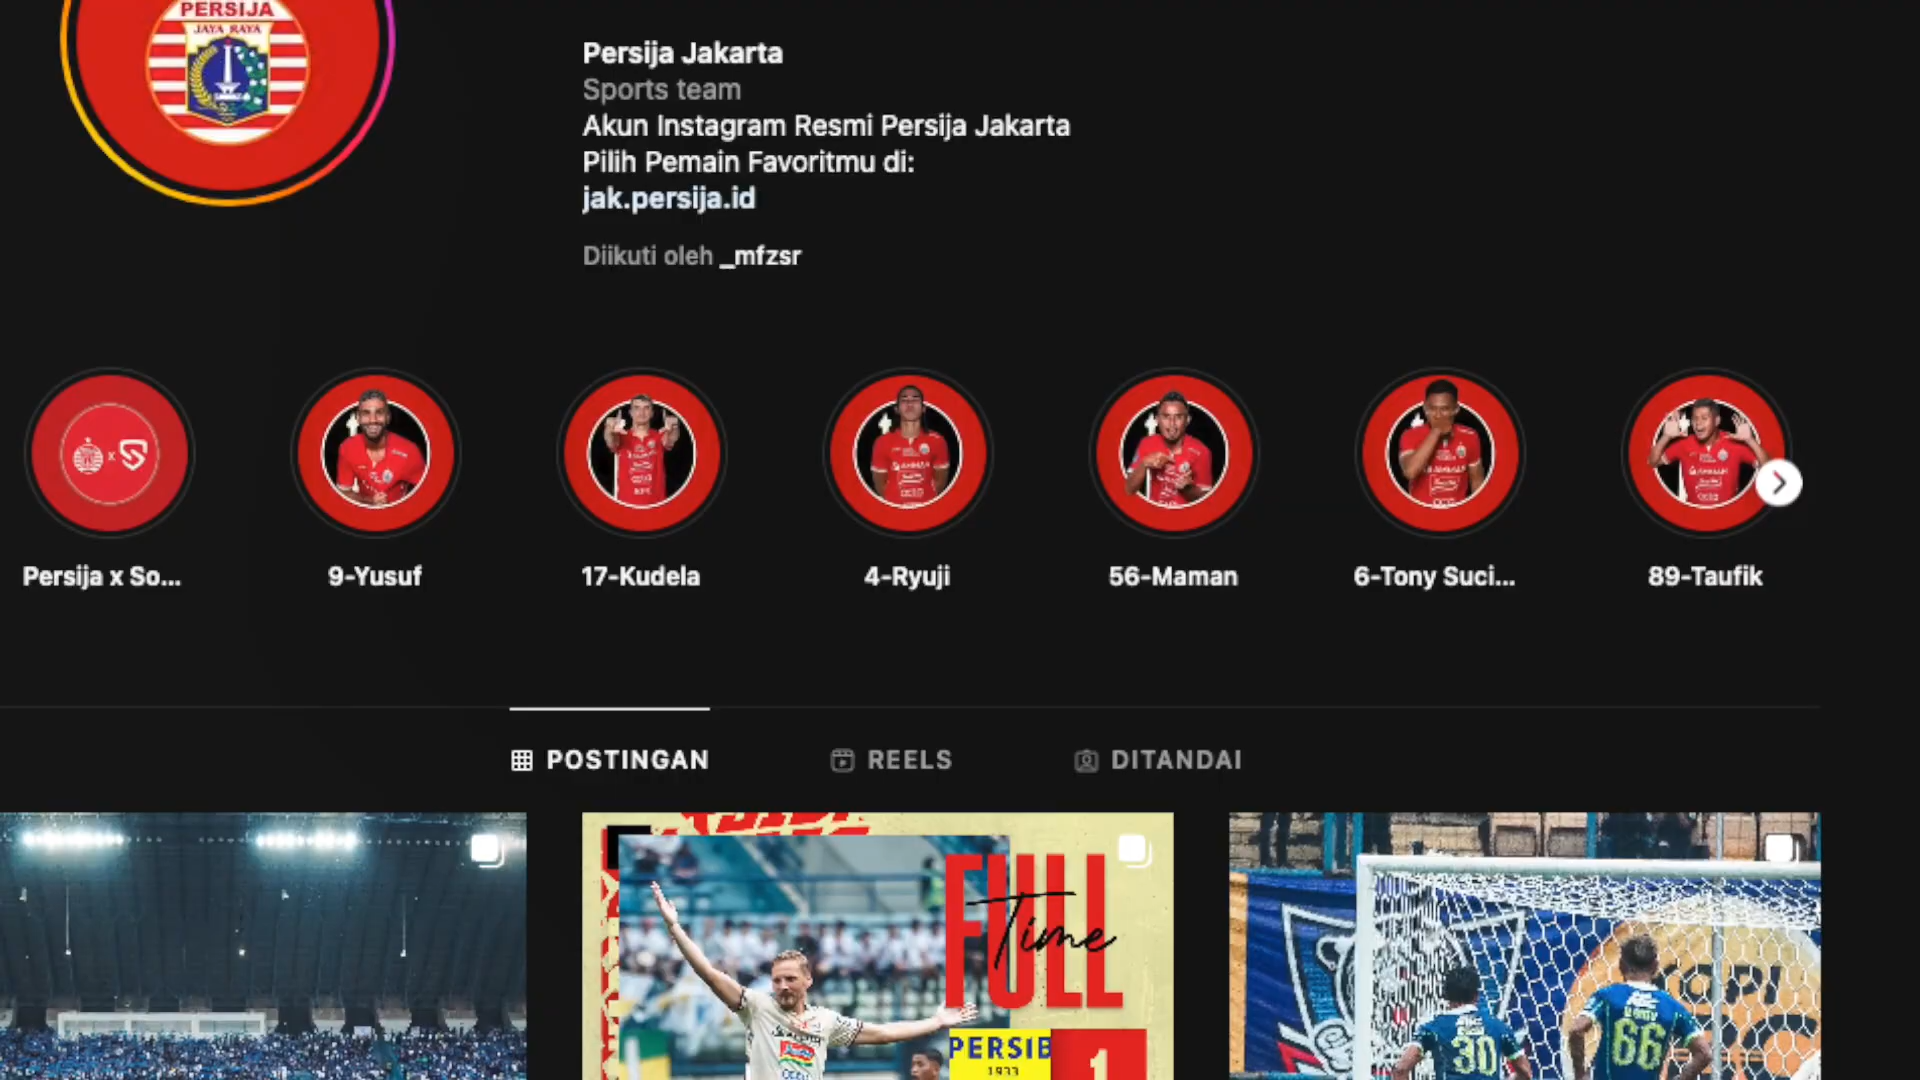 PERSIJA
JAYA RAYA
Persija Jakarta
Sports team
Akun Instagram Resmi Persija Jakarta
Pilih Pemain Favoritmu di:
jak.persija.id
Diikuti oleh _mfzsr
Persija x So...
9-Yusuf
17-Kudela
4-Ryuji
56-Maman
6-Tony Suci...
89-Taufik
POSTINGAN
REELS
DITANDAI
FULL
Time
PERSIB
1933
1
30
66